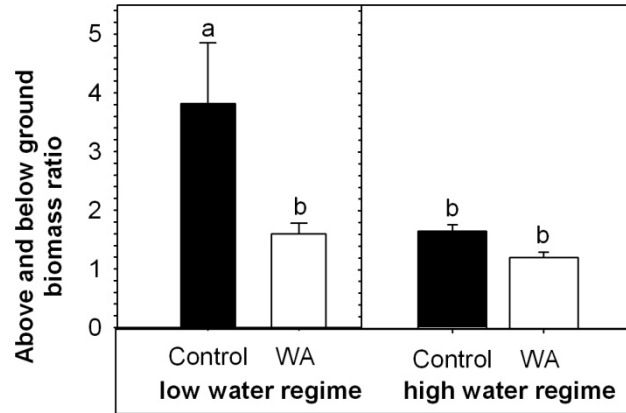 Above and below ground
biomass ratio
5
4
3
2
1
0
a
b
b
b
Control WA Control WA
low water regime high water regime